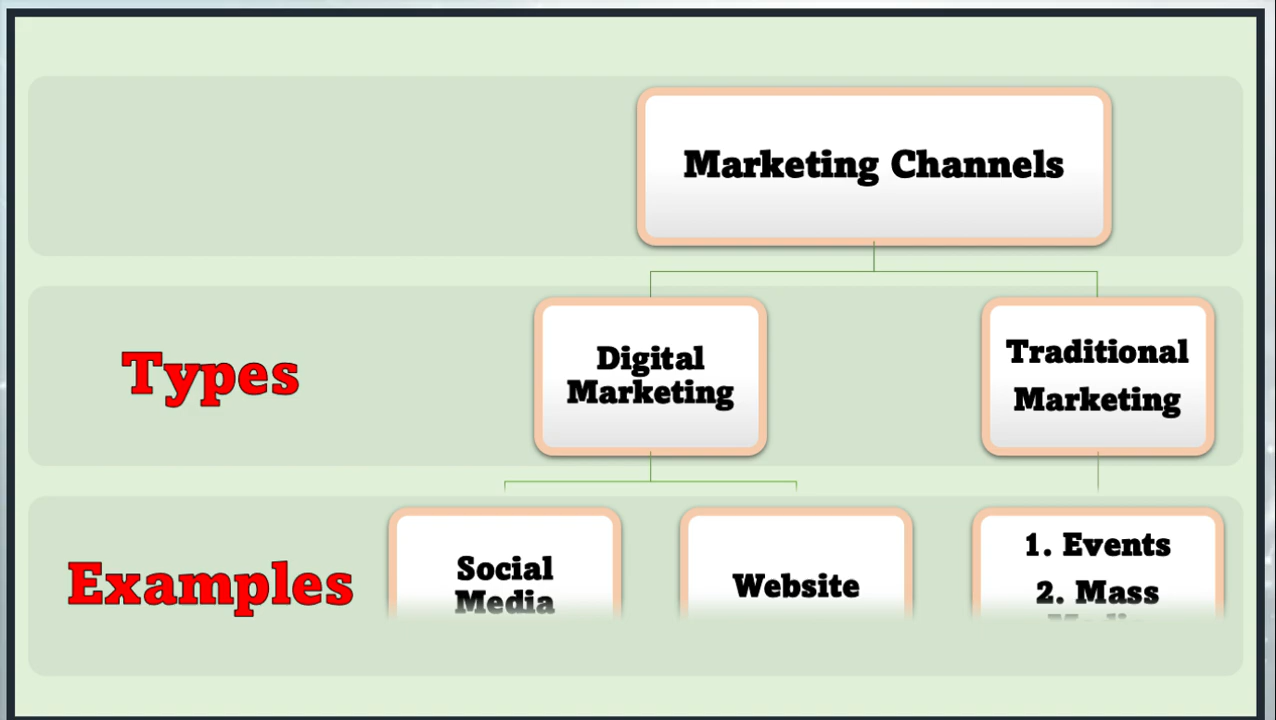 Marketing Channels
Types
Digital
Marketing
Traditional
Marketing
Examples
Social
Media
Website
1. Events
2. Mass